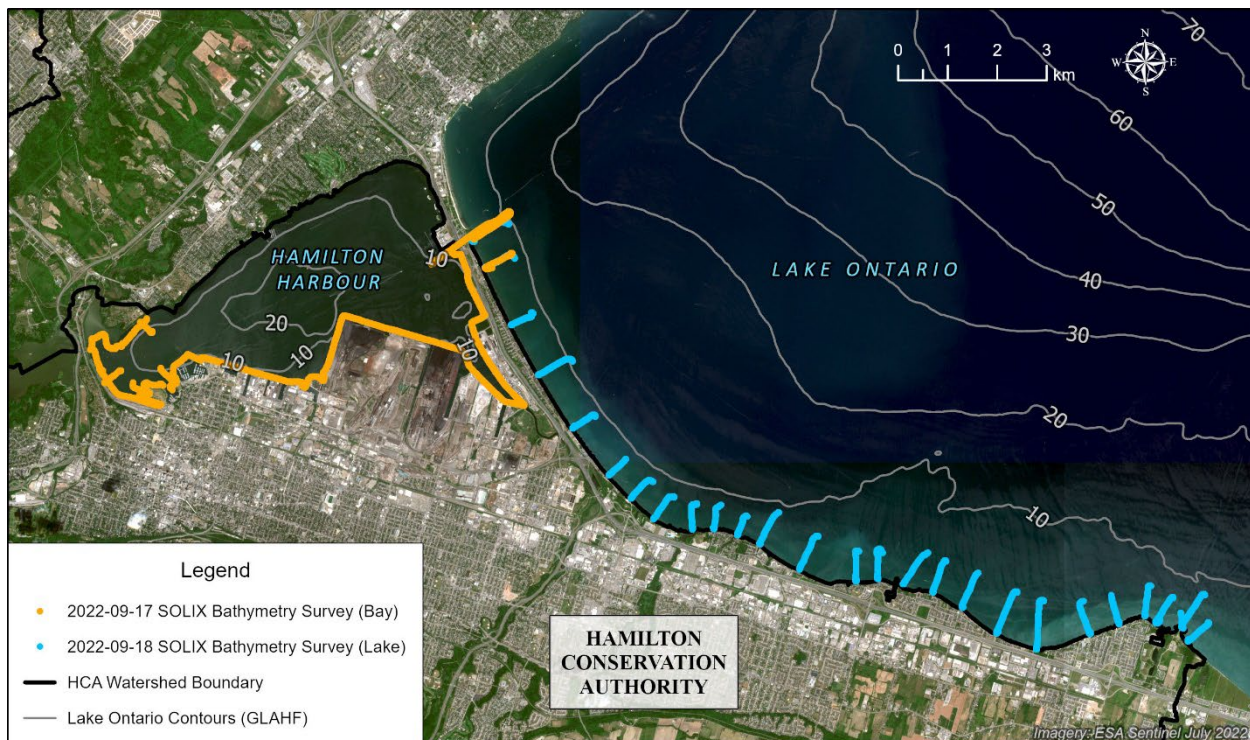 70
0 1 2 3
km
N
W E
S
60
50
HAMILTON
HARBOUR
10
LAKE ONTARIO
40
20
30
10
10
10
20
10
Legend
2022-09-17 SOLIX Bathymetry Survey (Bay)
2022-09-18 SOLIX Bathymetry Survey (Lake)
HCA Watershed Boundary
Lake Ontario Contours (GLAHF)
HAMILTON
CONSERVATION
AUTHORITY
Imagery: ESA Sentinel July 2022